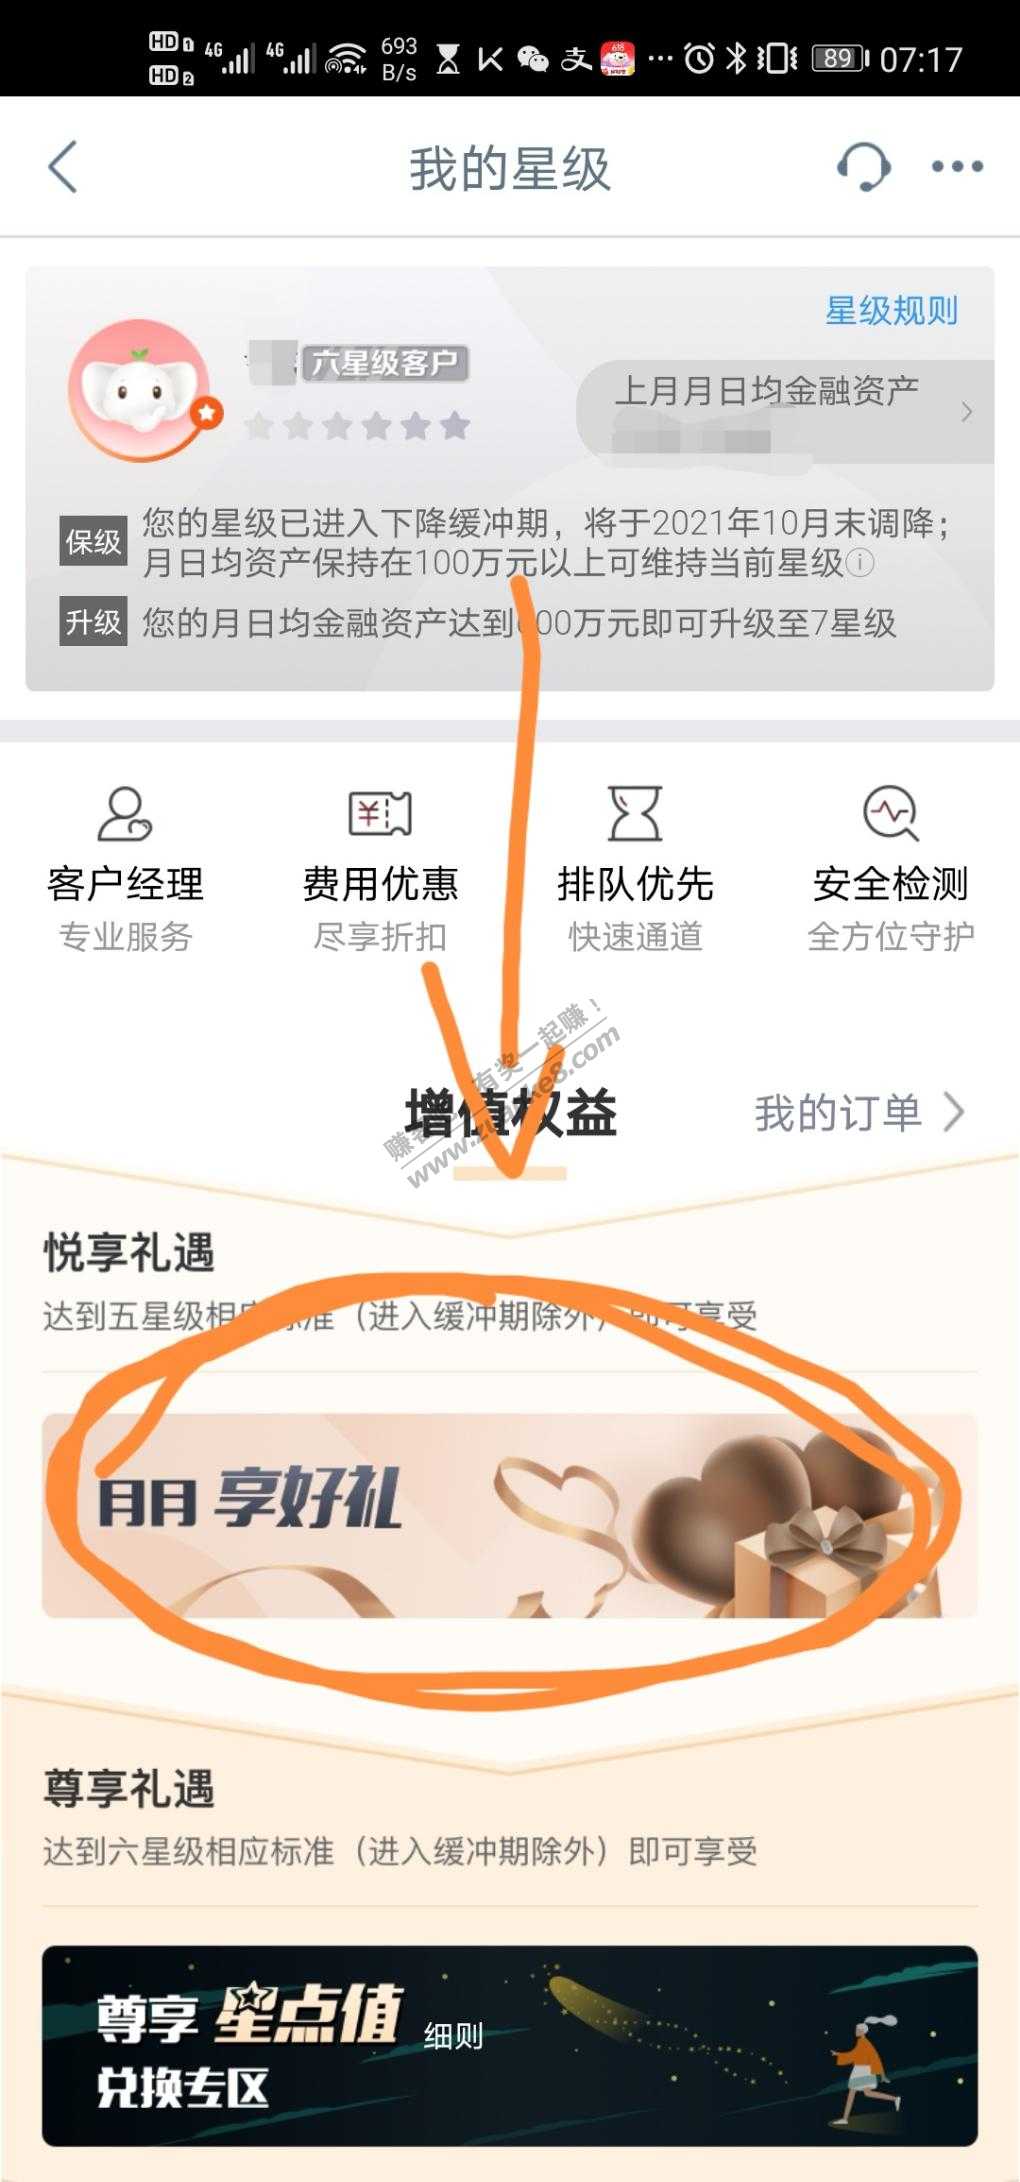 HD 1 4G 4G 693 ··· 89 07:17
HD 2 B/s
618
我的星级
星级规则
六星级客户
上月月日均金融资产
保级 您的星级已进入下降缓冲期，将于2021年10月末调降；
月日均资产保持在100万元以上可维持当前星级
升级 您的月日均金融资产达到600万元即可升级至7星级
客户经理 费用优惠 排队优先 安全检测
专业服务 尽享折扣 快速通道 全方位守护
增值权益 我的订单
有奖一起赚！
www.zuanke8.com
悦享礼遇
达到五星级相应标准（进入缓冲期除外）即可享受
月月享好礼
尊享礼遇
达到六星级相应标准（进入缓冲期除外）即可享受
尊享 星点值 细则
兑换专区